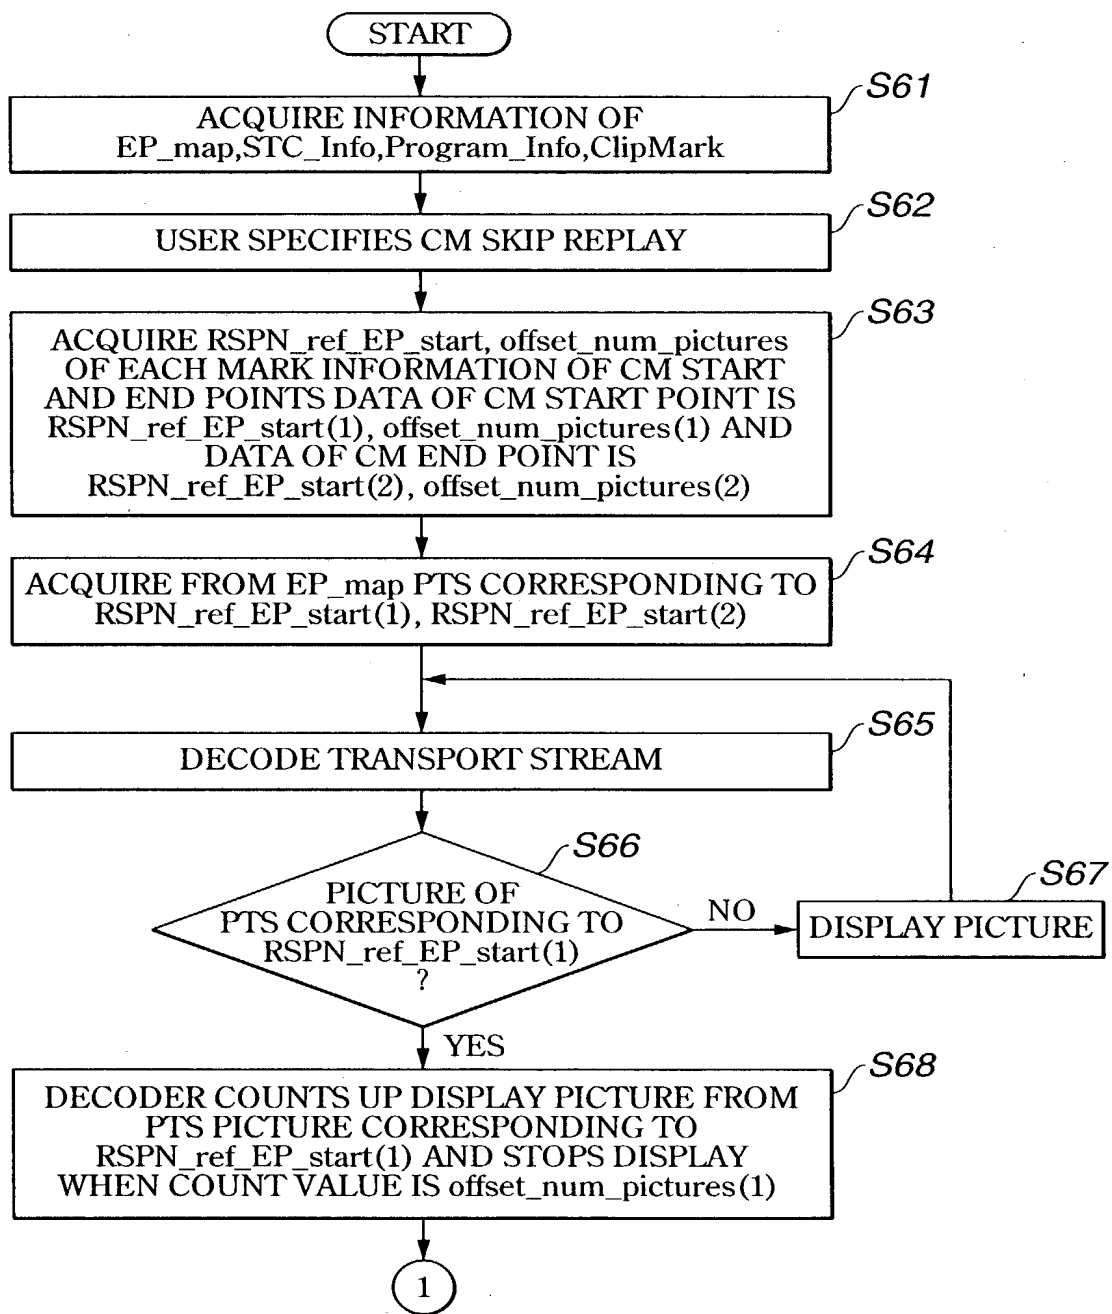 START
S61
ACQUIRE INFORMATION OF
EP_map,STC_Info,Program_Info,ClipMark
S62
USER SPECIFIES CM SKIP REPLAY
S63
ACQUIRE RSPN_ref_EP_start, offset_num_pictures
OF EACH MARK INFORMATION OF CM START
AND END POINTS DATA OF CM START POINT IS
RSPN_ref_EP_start(1), offset_num_pictures(1) AND
DATA OF CM END POINT IS
RSPN_ref_EP_start(2), offset_num_pictures(2)
S64
ACQUIRE FROM EP_map PTS CORRESPONDING TO
RSPN_ref_EP_start(1), RSPN_ref_EP_start(2)
S65
DECODE TRANSPORT STREAM
S66
PICTURE OF
PTS CORRESPONDING TO
RSPN_ref_EP_start(1)
?
NO
S67
DISPLAY PICTURE
YES
S68
DECODER COUNTS UP DISPLAY PICTURE FROM
PTS PICTURE CORRESPONDING TO
RSPN_ref_EP_start(1) AND STOPS DISPLAY
WHEN COUNT VALUE IS offset_num_pictures(1)
1